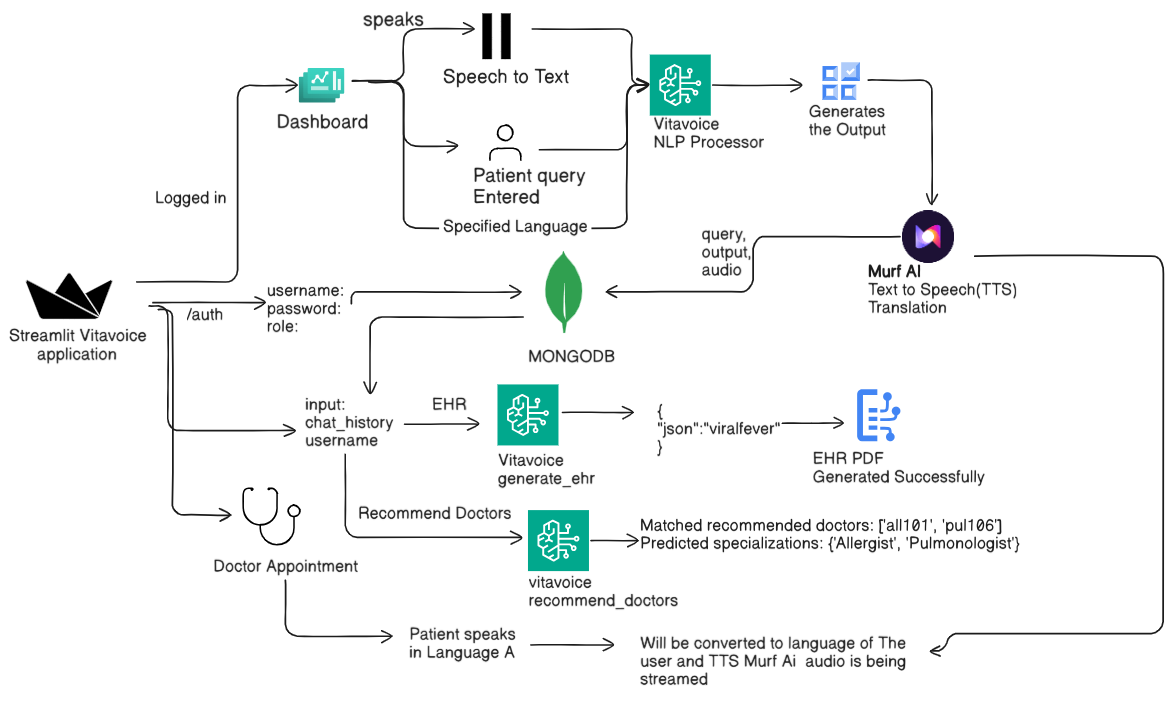 speaks
Speech to Text
Dashboard
Patient query
Entered
Specified Language
Vitavoice
NLP Processor
Generates
the Output
Logged in
Murf AI
Text to Speech(TTS)
Translation
query,
output,
audio
Streamlit Vitavoice
application
/auth
username:
password:
role:
MONGODB
input:
chat_history
username
EHR
Vitavoice
generate_ehr
{
"json":"viralfever"
}
EHR PDF
Generated Successfully
Recommend Doctors
vitavoice
recommend_doctors
Matched recommended doctors: ['all101', 'pul106']
Predicted specializations: {'Allergist', 'Pulmonologist'}
Doctor Appointment
Patient speaks
in Language A
Will be converted to language of The
user and TTS Murf Ai  audio is being
streamed